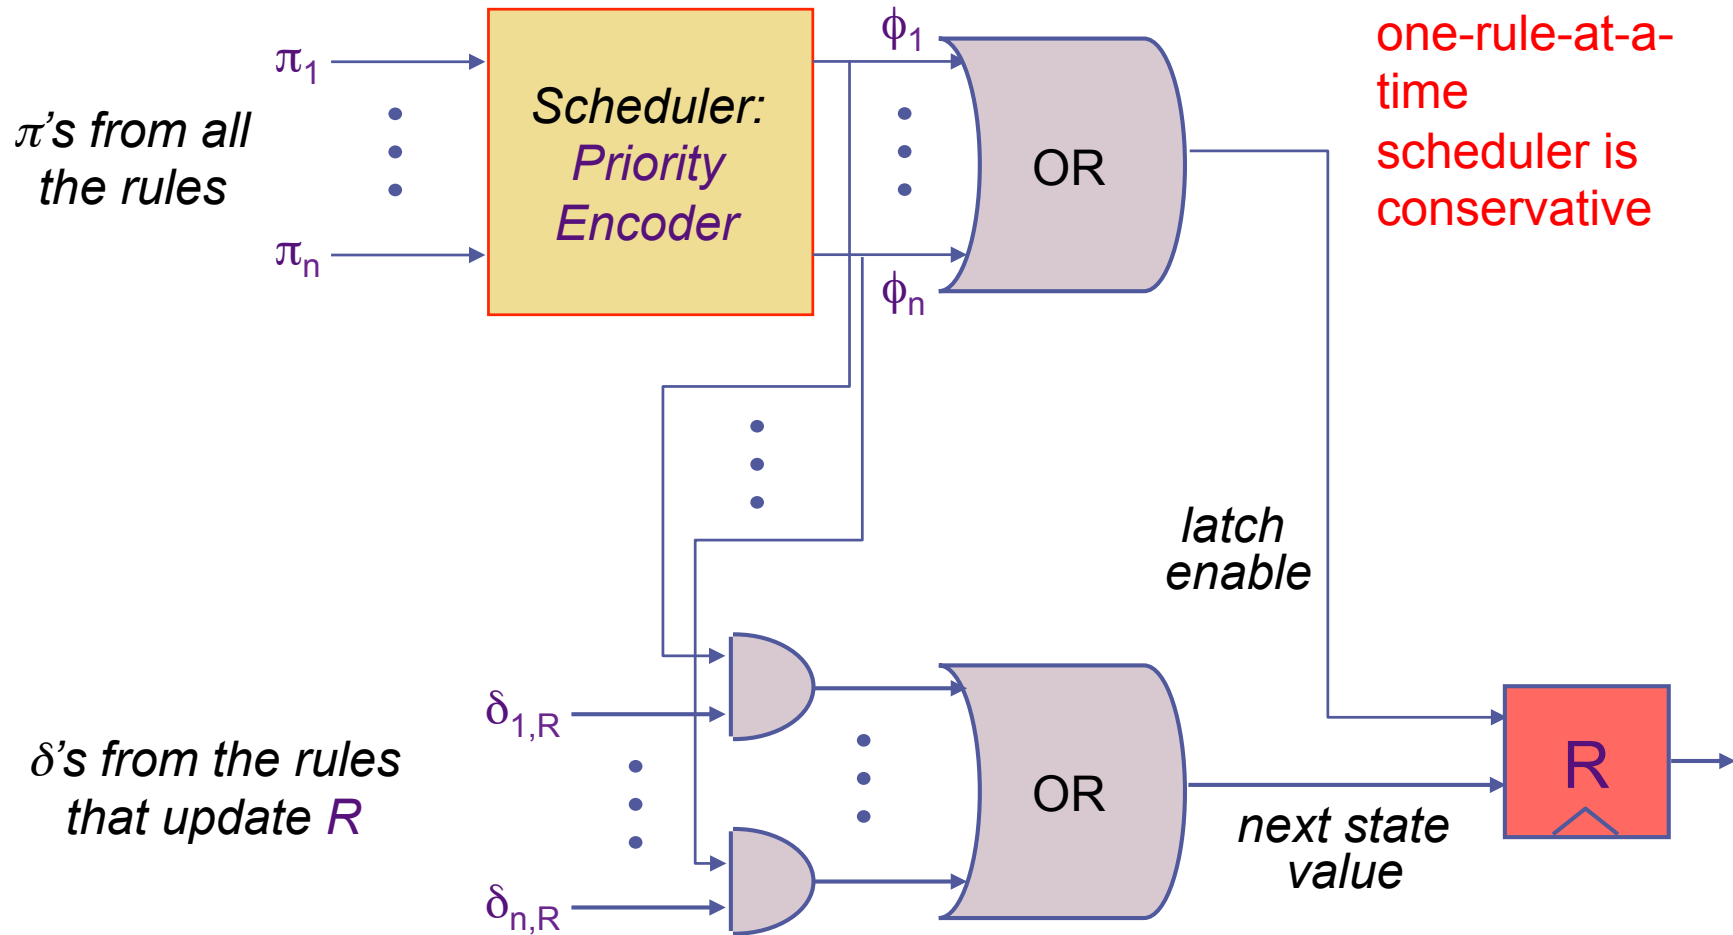 π's from all
the rules
π1
πn
Scheduler:
Priority
Encoder
ϕ1
ϕn
OR
one-rule-at-a-
time
scheduler is
conservative
latch
enable
δ's from the rules
that update R
δ1,R
δn,R
OR
next state
value
R